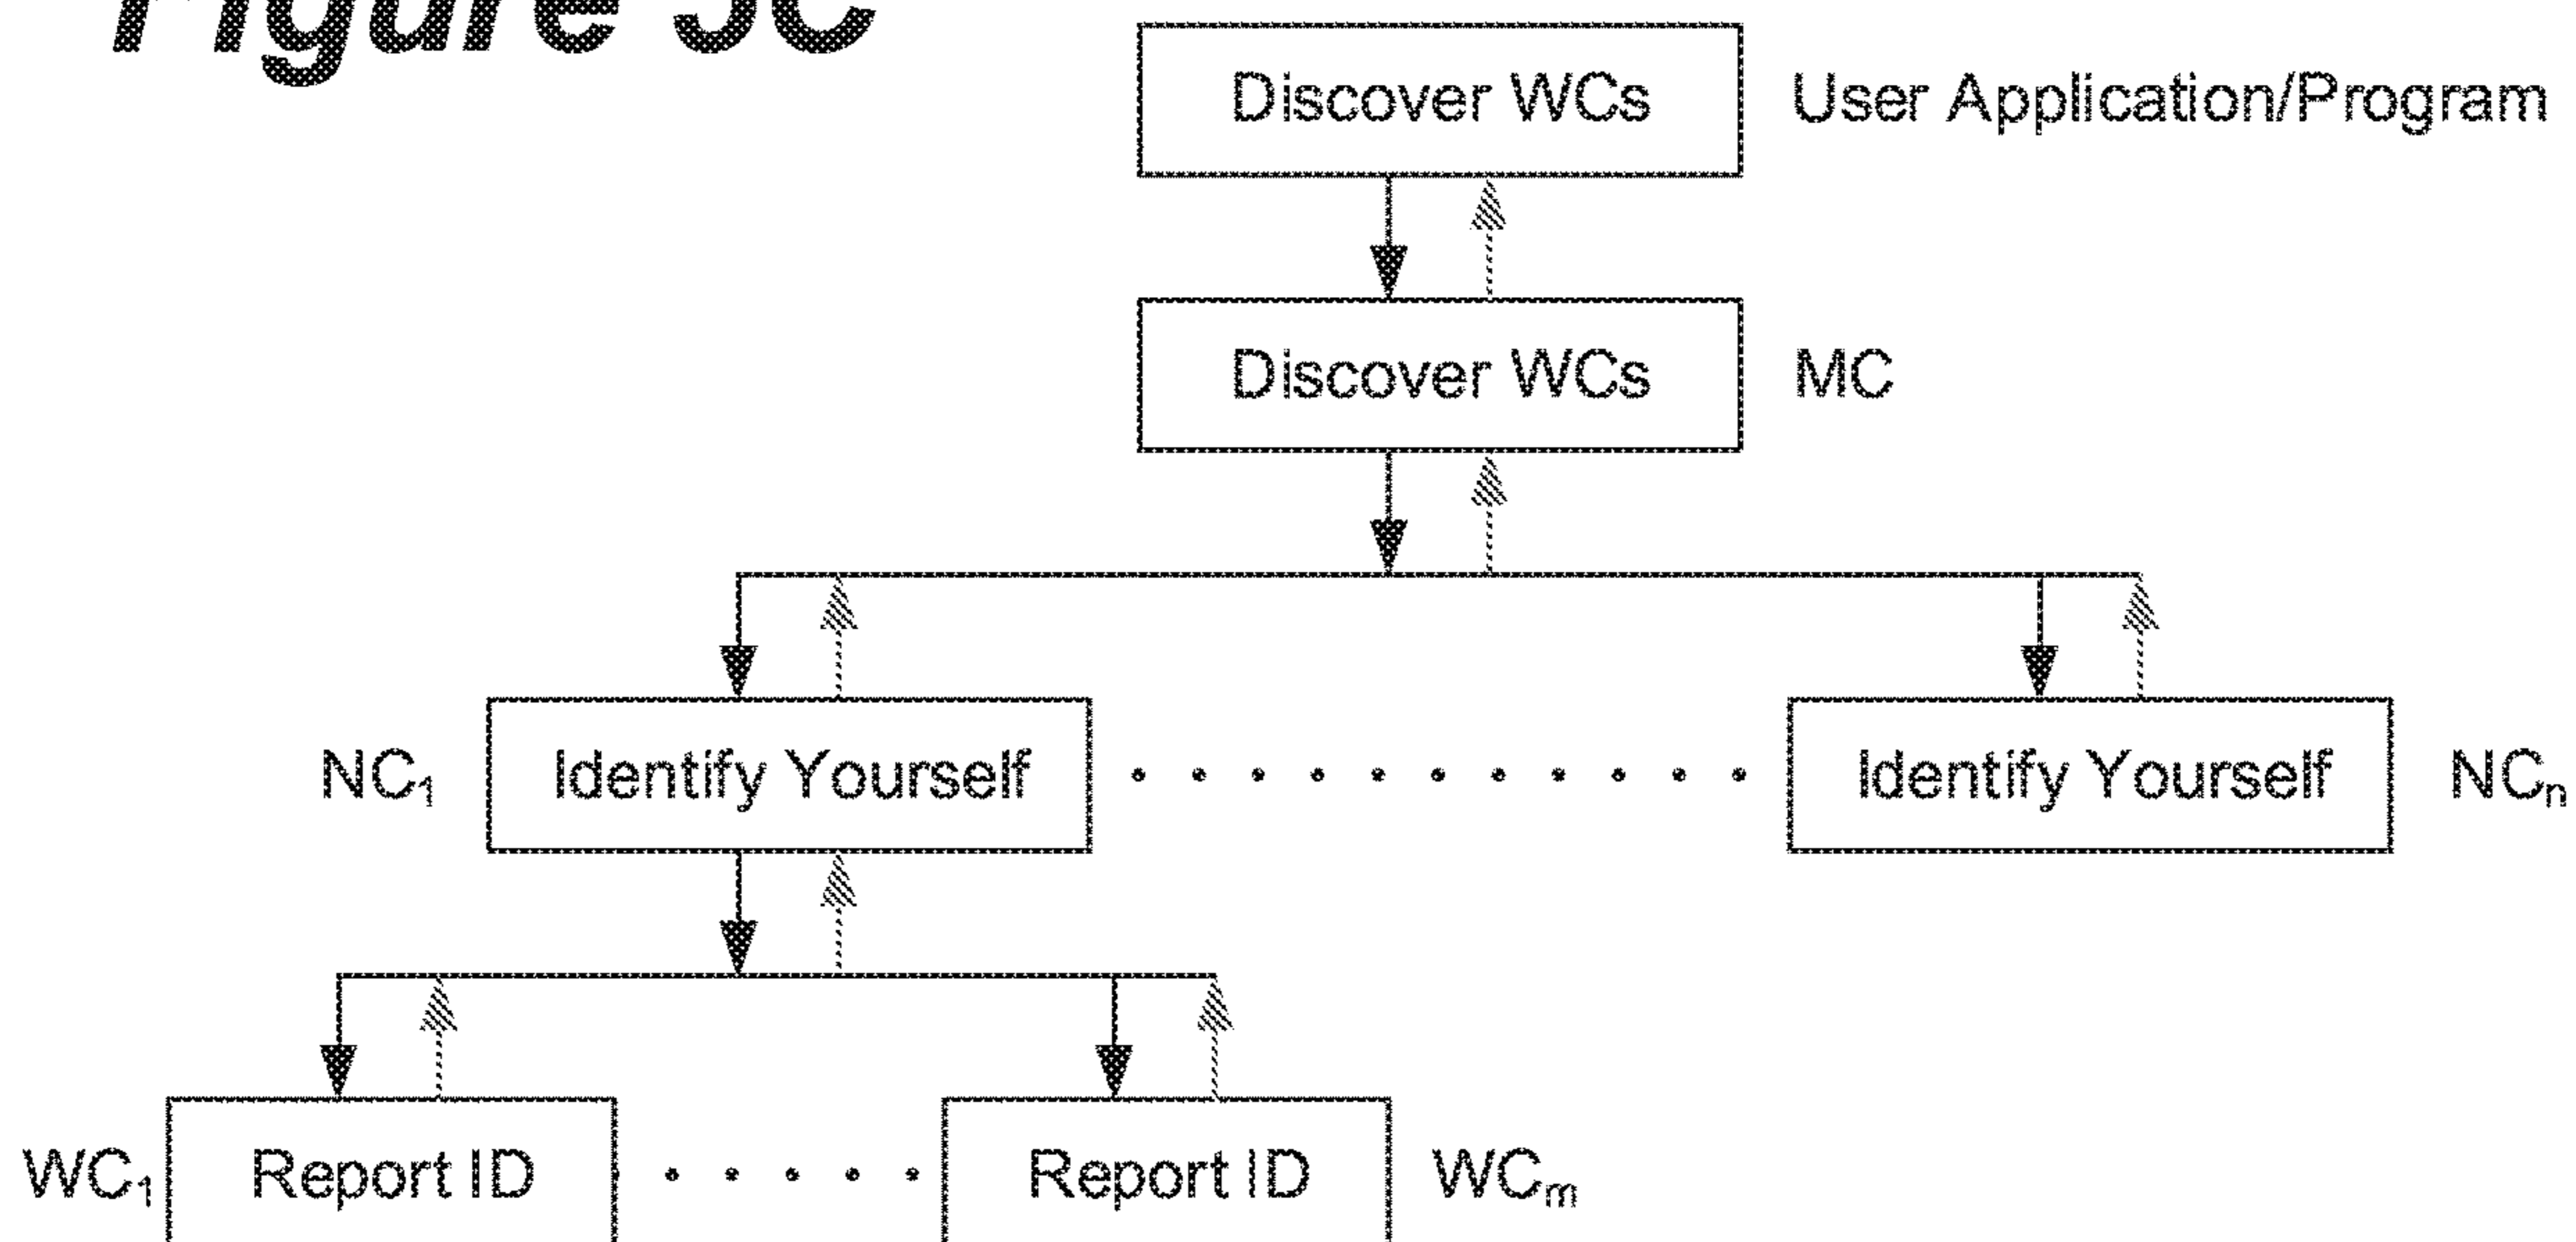 Figure 5C
Discover WCs User Application/Program
Discover WCs MC
NC₁ Identify Yourself . . . . . . . . . . . Identify Yourself NCₙ
WC₁ Report ID . . . . . Report ID WCₘ